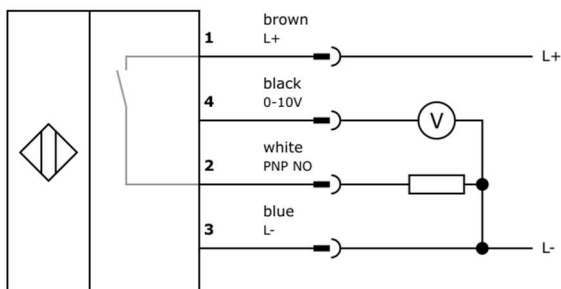 brown
1 L+
L+
black
4 0-10V
V
white
2 PNP NO
blue
3 L-
L-